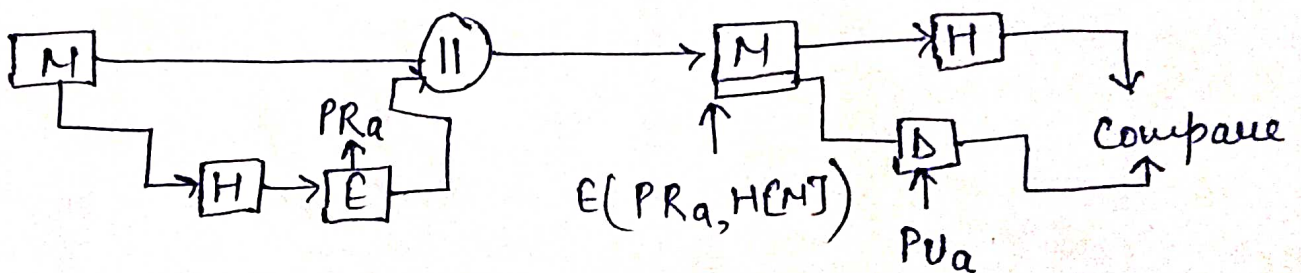 M
||
M
H
PRa
H
E
E(PRa, H[M])
D
Compare
PUa